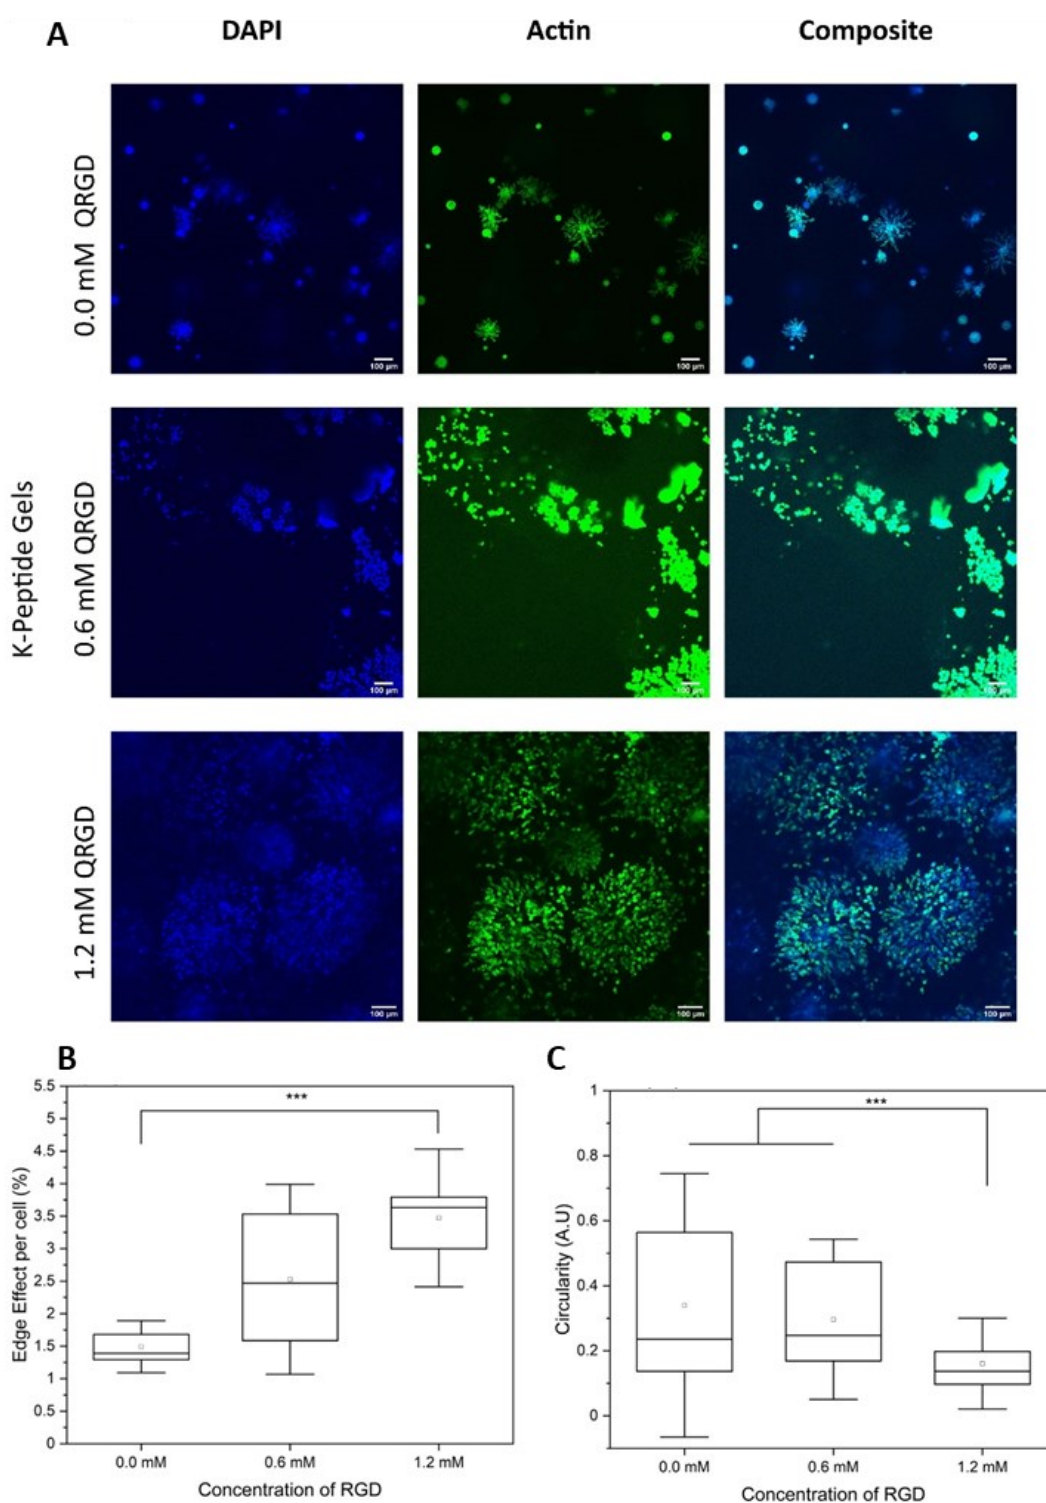 A
DAPI
Actin
Composite
K-Peptide Gels
0.0 mM QRGD
100 µm
100 µm
100 µm
0.6 mM QRGD
100 µm
100 µm
100 µm
1.2 mM QRGD
100 µm
100 µm
100 µm
B
Edge Effect per cell (%)
5.5
5
4.5
4
3.5
3
2.5
2
1.5
1
0.5
0
***
0.0 mM
0.6 mM
1.2 mM
Concentration of RGD
C
Circularity (A.U)
1
0.8
0.6
0.4
0.2
0
***
0.0 mM
0.6 mM
1.2 mM
Concentration of RGD